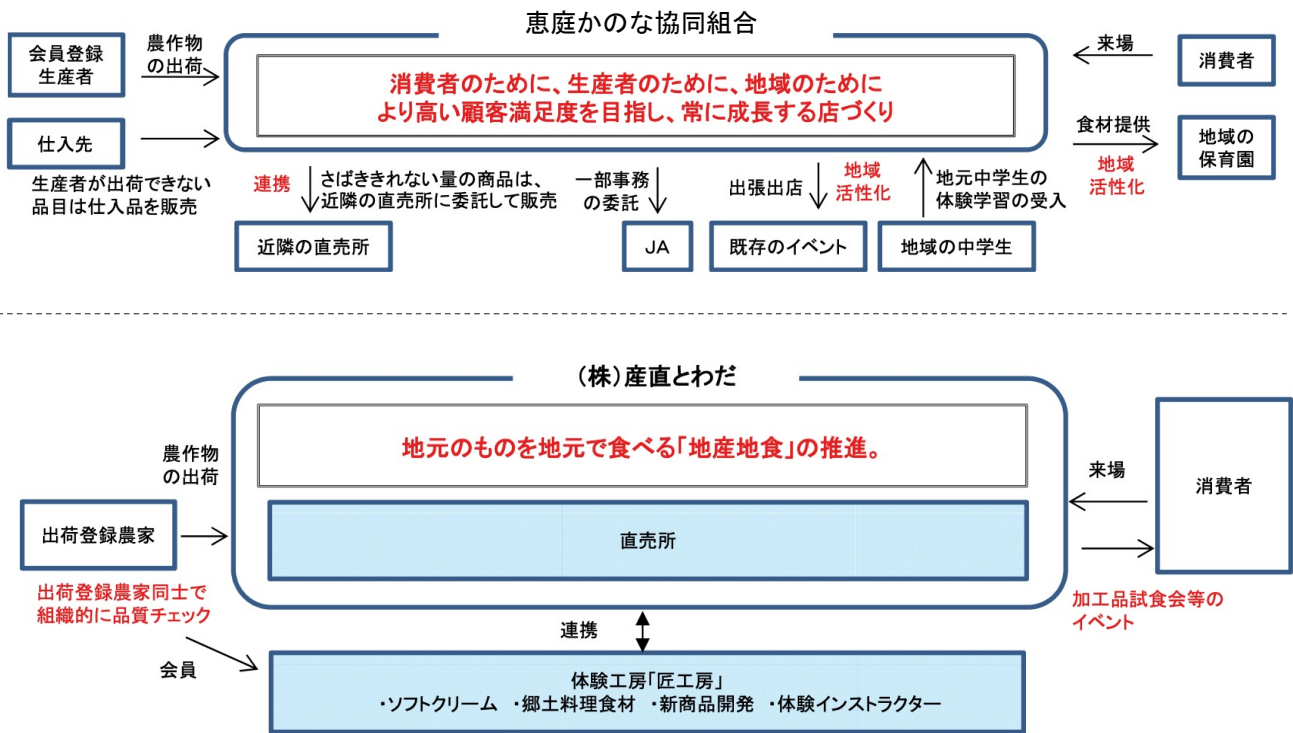 恵庭かのな協同組合
会員登録
生産者
農作物
の出荷
消費者のために、生産者のために、地域のために
より高い顧客満足度を目指し、常に成長する店づくり
来場
消費者
仕入先
生産者が出荷できない
品目は仕入品を販売
食材提供
地域
活性化
地域の
保育園
連携
さばききれない量の商品は、
近隣の直売所に委託して販売
一部事務
の委託
出張出店
地域
活性化
地元中学生の
体験学習の受入
近隣の直売所
JA
既存のイベント
地域の中学生
(株)産直とわだ
農作物
の出荷
地元のものを地元で食べる「地産地食」の推進。
来場
消費者
出荷登録農家
直売所
出荷登録農家同士で
組織的に品質チェック
加工品試食会等の
イベント
連携
会員
体験工房「匠工房」
・ソフトクリーム ・郷土料理食材 ・新商品開発 ・体験インストラクター